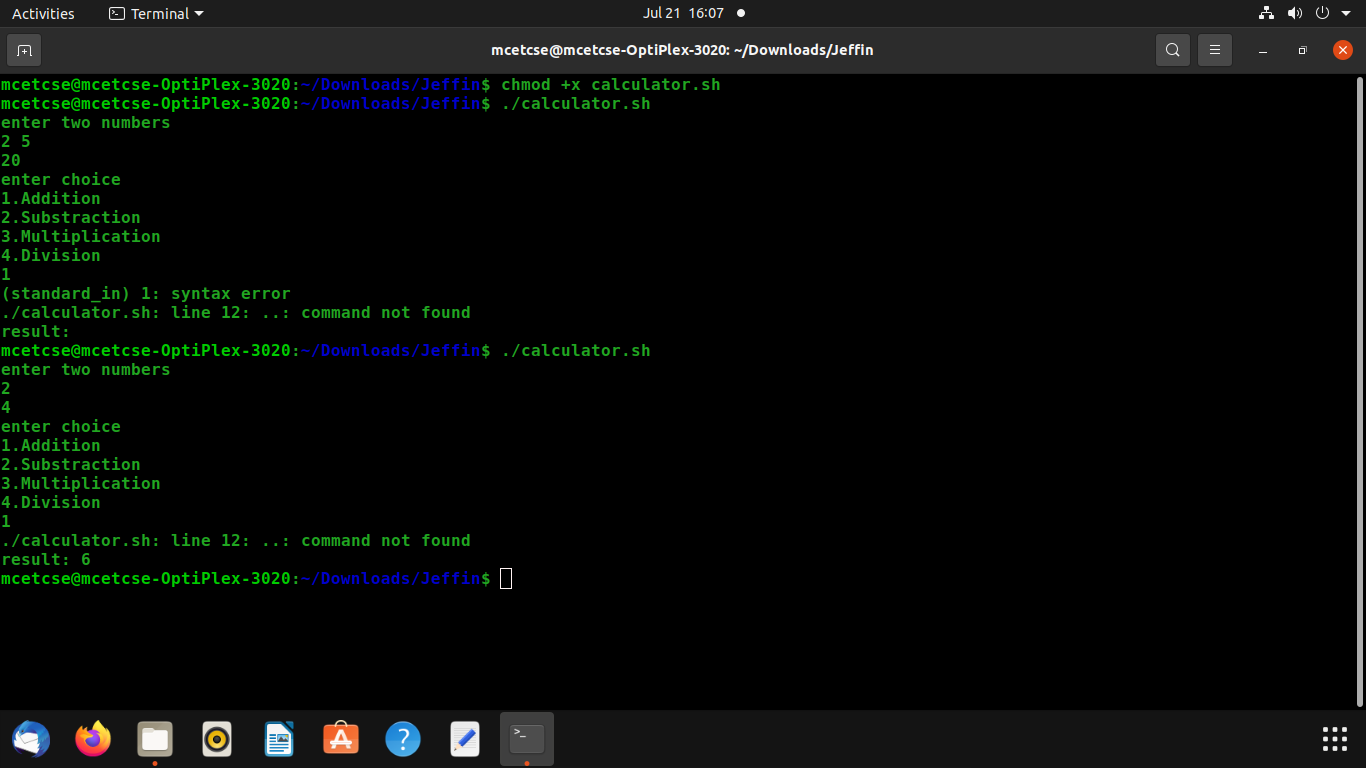 Activities
Terminal
Jul 21 16:07
mcetcse@mcetcse-OptiPlex-3020: ~/Downloads/Jeffin
mcetcse@mcetcse-OptiPlex-3020:~/Downloads/Jeffin$ chmod +x calculator.sh
mcetcse@mcetcse-OptiPlex-3020:~/Downloads/Jeffin$ ./calculator.sh
enter two numbers
2 5
20
enter choice
1.Addition
2.Substraction
3.Multiplication
4.Division
1
(standard_in) 1: syntax error
./calculator.sh: line 12: ..: command not found
result:
mcetcse@mcetcse-OptiPlex-3020:~/Downloads/Jeffin$ ./calculator.sh
enter two numbers
2
4
enter choice
1.Addition
2.Substraction
3.Multiplication
4.Division
1
./calculator.sh: line 12: ..: command not found
result: 6
mcetcse@mcetcse-OptiPlex-3020:~/Downloads/Jeffin$